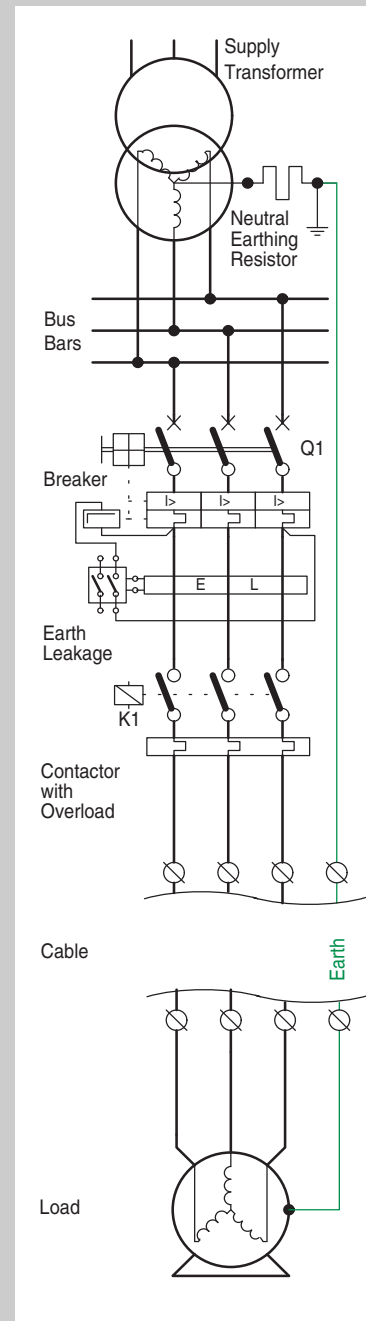 Supply
Transformer
Neutral
Earthing
Resistor
Bus
Bars
Q1
Breaker
I> I> I>
E L
Earth
Leakage
K1
Contactor
with
Overload
Cable
Earth
Load